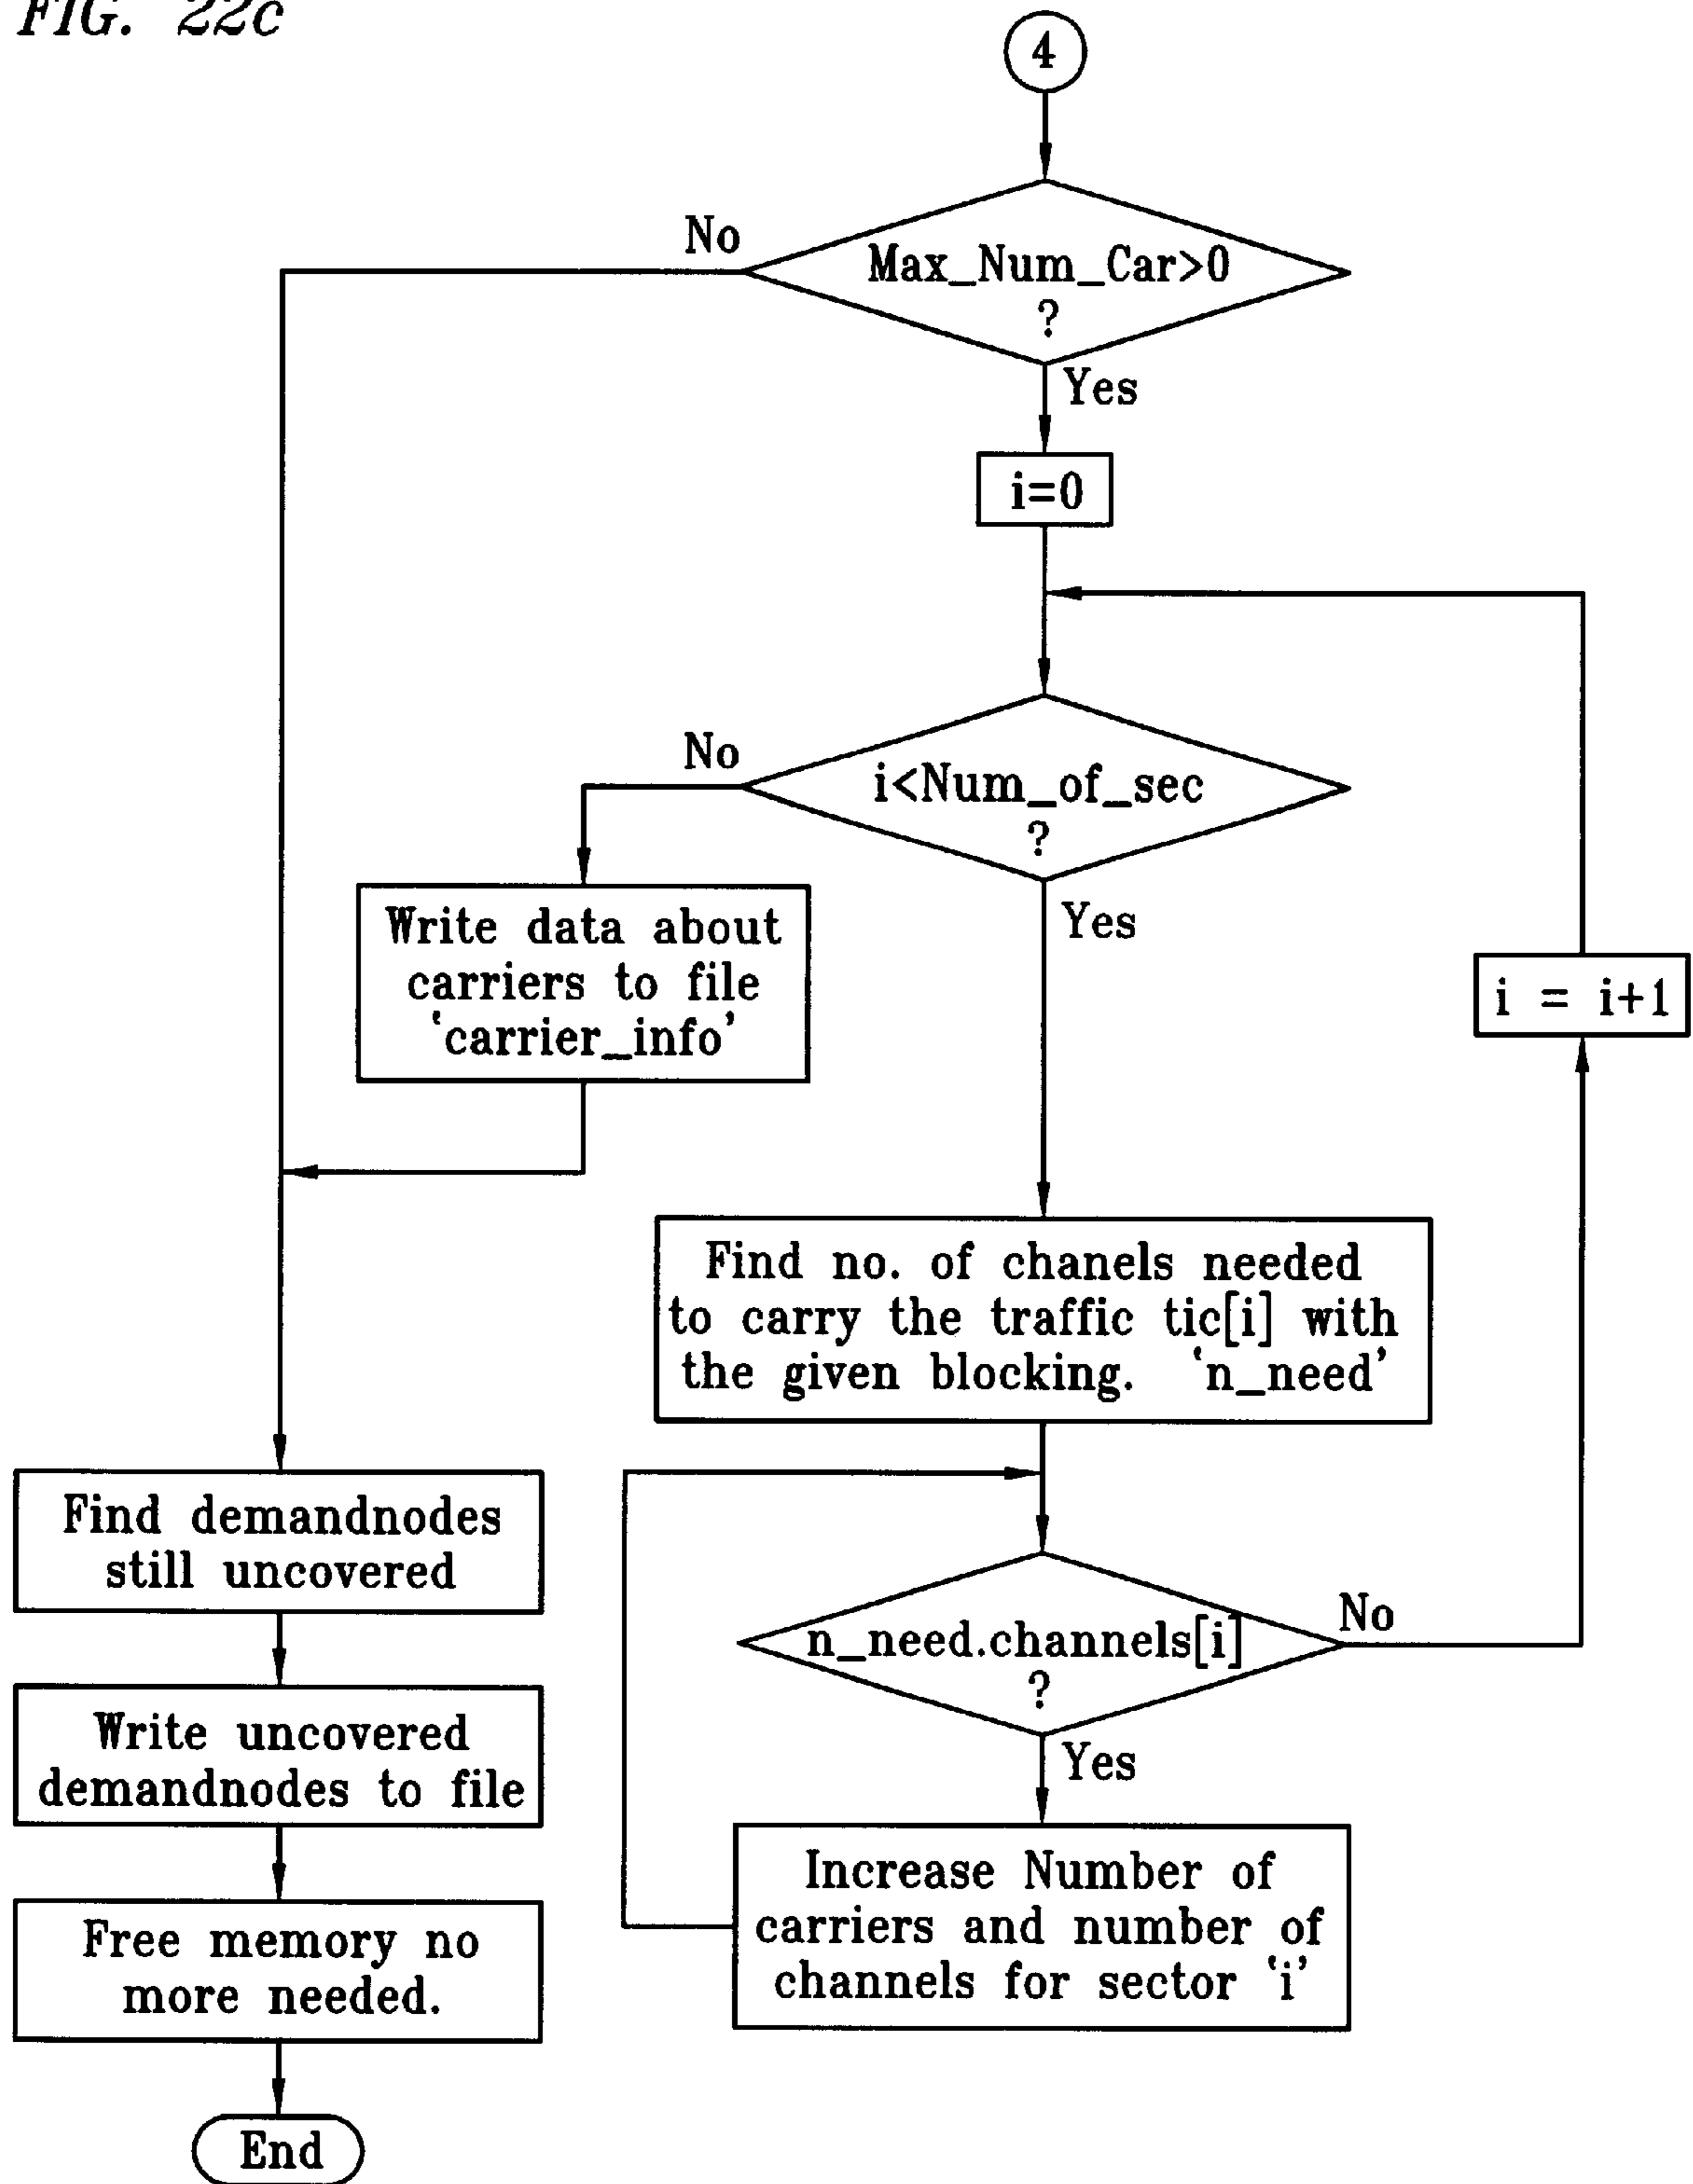 FIG. 22c
4
Max_Num_Car>0
?
No
Yes
i=0
i<Num_of_sec
?
No
Yes
Write data about
carriers to file
‘carrier_info’
i = i+1
Find no. of chanels needed
to carry the traffic tic[i] with
the given blocking. ‘n_need’
Find demandnodes
still uncovered
n_need.channels[i]
?
No
Yes
Write uncovered
demandnodes to file
Increase Number of
carriers and number of
channels for sector ‘i’
Free memory no
more needed.
End